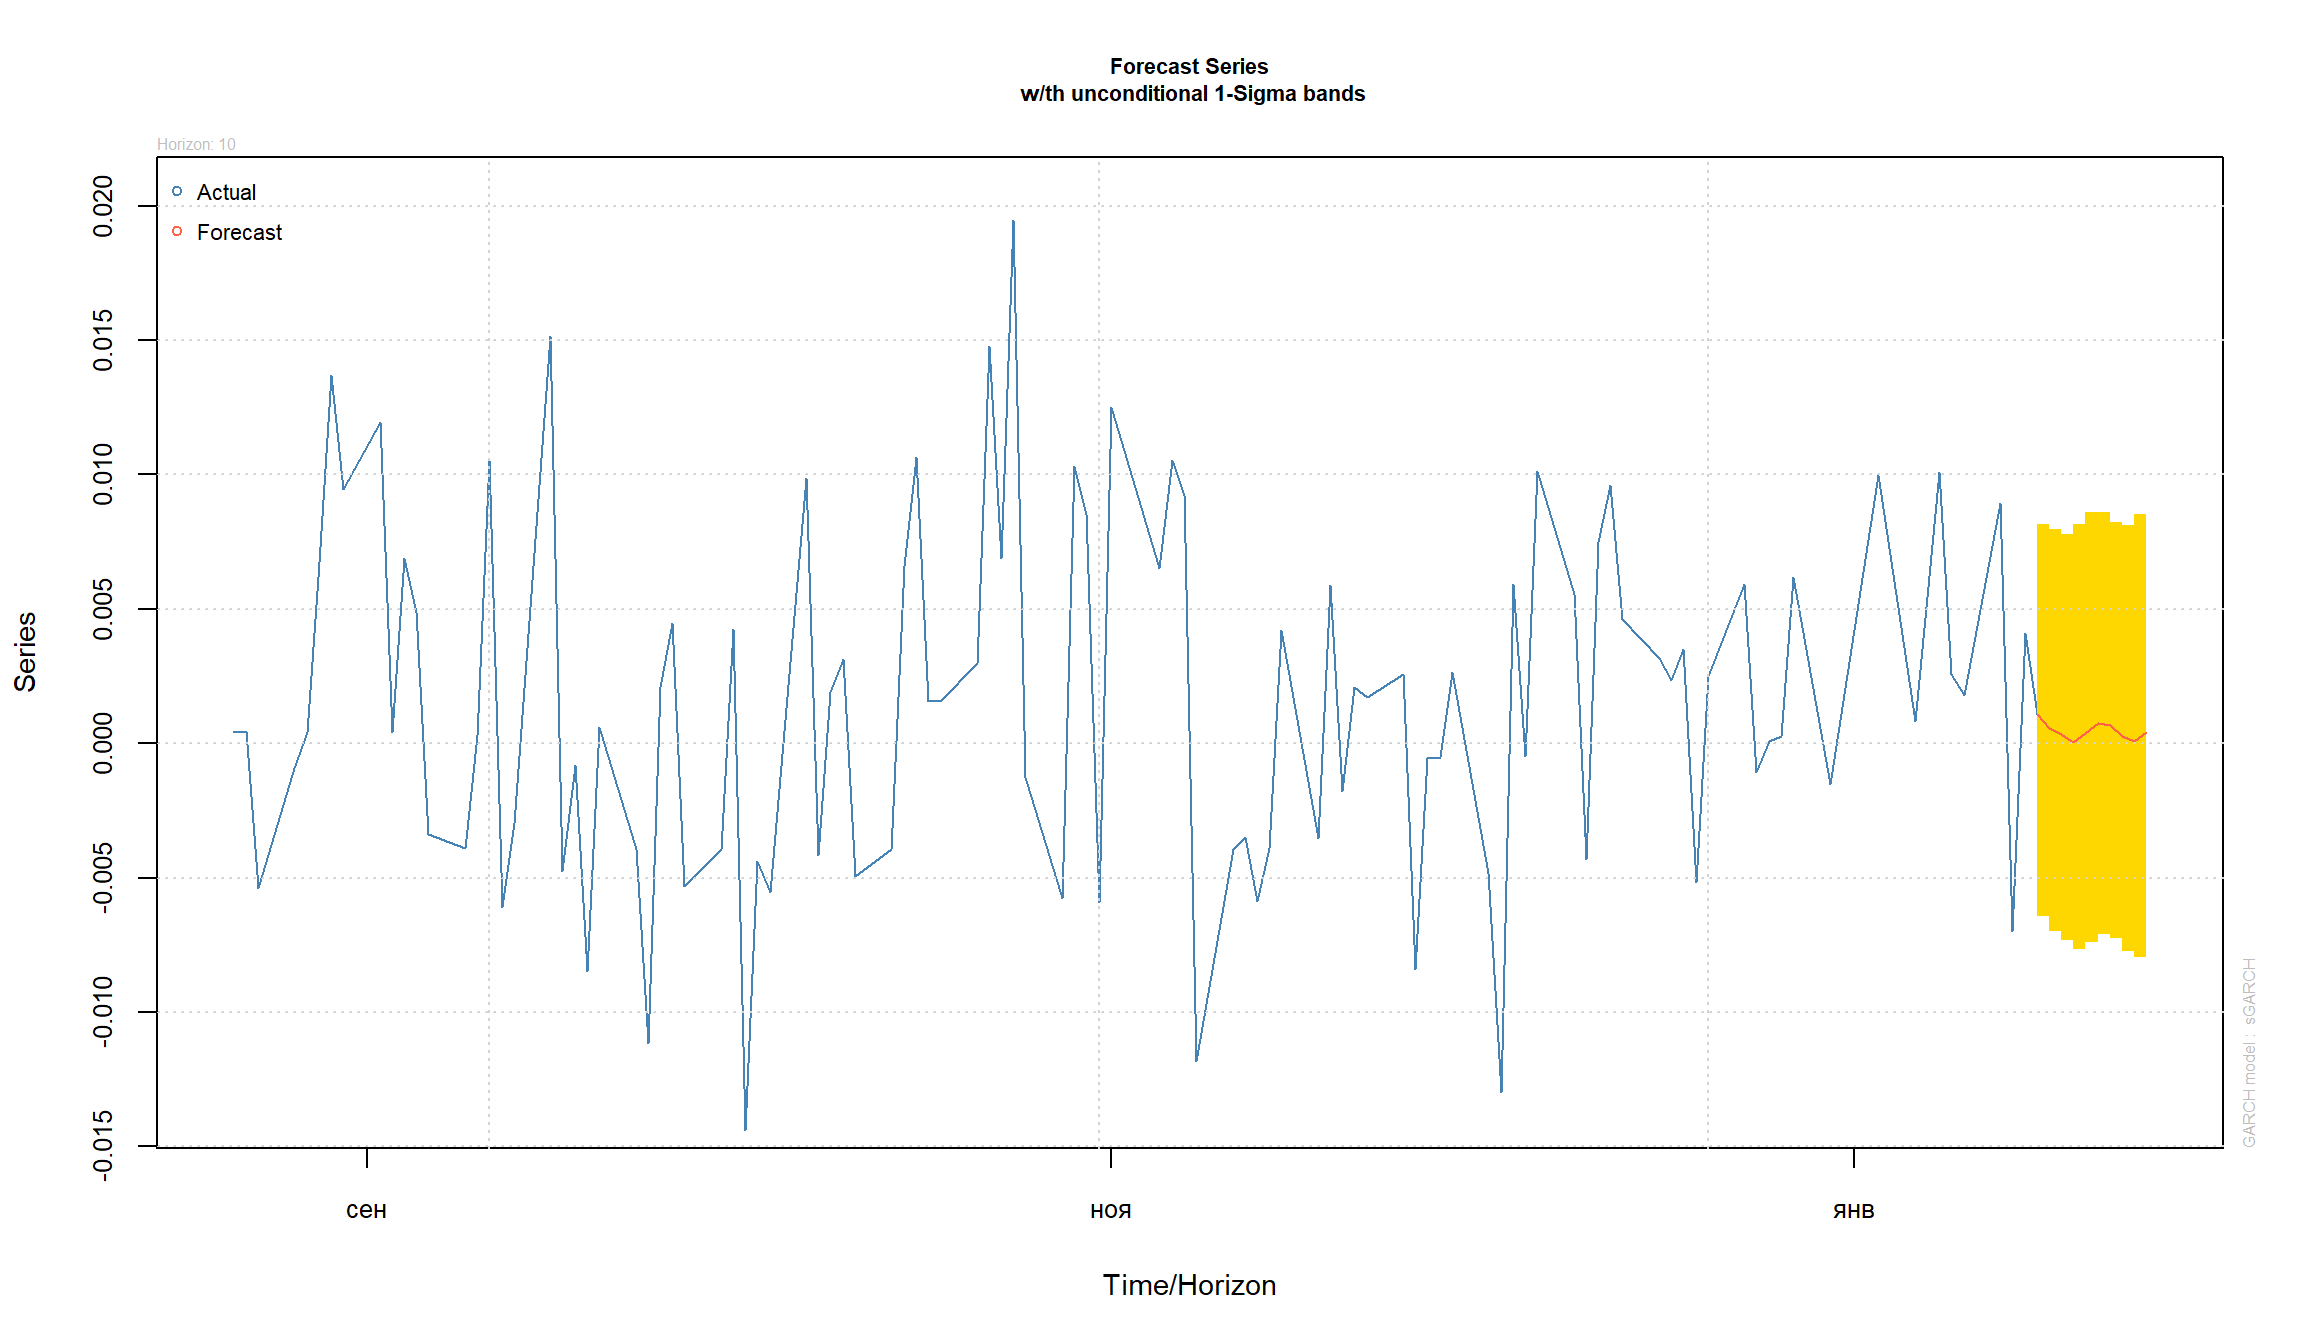 Forecast Series
w/th unconditional 1-Sigma bands
Horizon: 10
Actual
Forecast
0.020
0.015
0.010
0.005
0.000
-0.005
-0.010
-0.015
Series
сен
ноя
янв
Time/Horizon
GARCH model : sGARCH